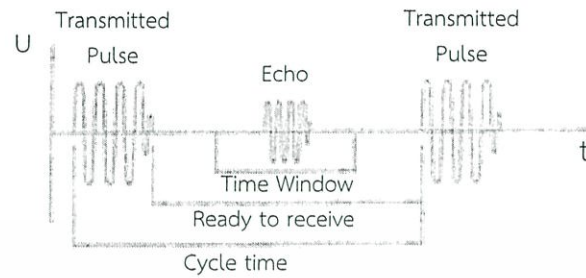 Transmitted
Pulse
U
Echo
Transmitted
Pulse
t
Time Window
Ready to receive
Cycle time